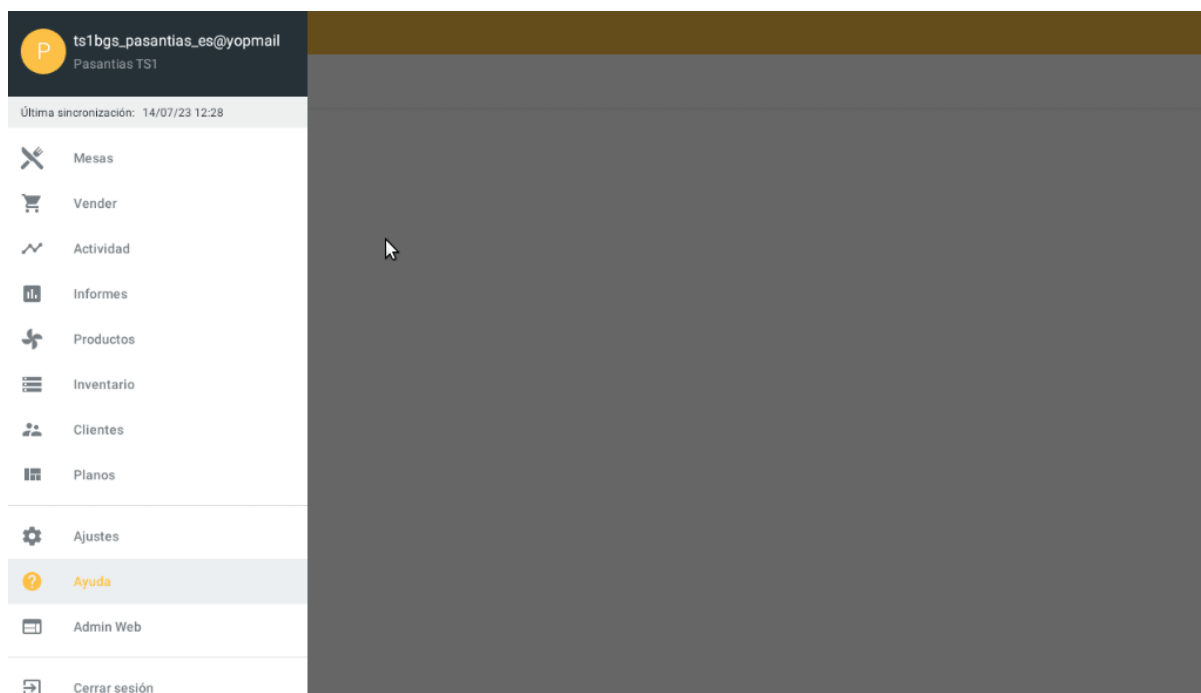 P
ts1bgs_pasantias_es@yopmail
Pasantias TS1
Última sincronización: 14/07/23 12:28
Mesas
Vender
Actividad
Informes
Productos
Inventario
Clientes
Planos
Ajustes
? Ayuda
Admin Web
Cerrar sesión